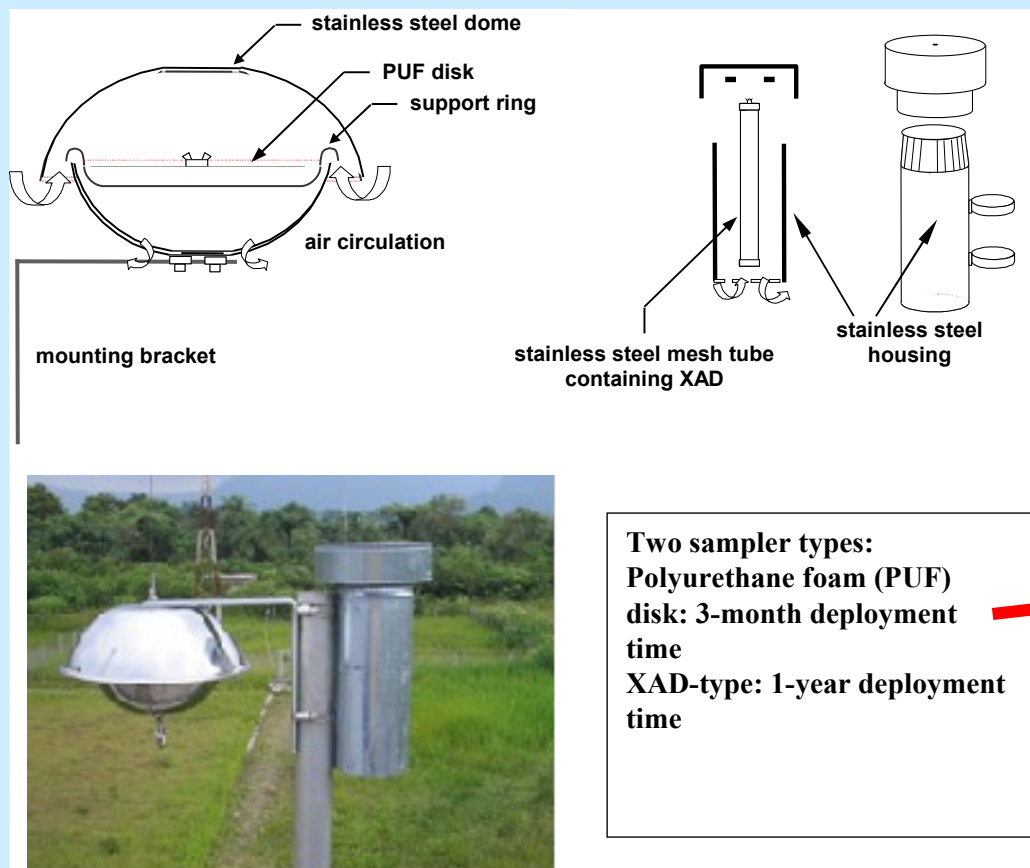 stainless steel dome
PUF disk
support ring
air circulation
mounting bracket
stainless steel mesh tube
containing XAD
stainless steel
housing
Two sampler types:
Polyurethane foam (PUF)
disk: 3-month deployment
time
XAD-type: 1-year deployment
time